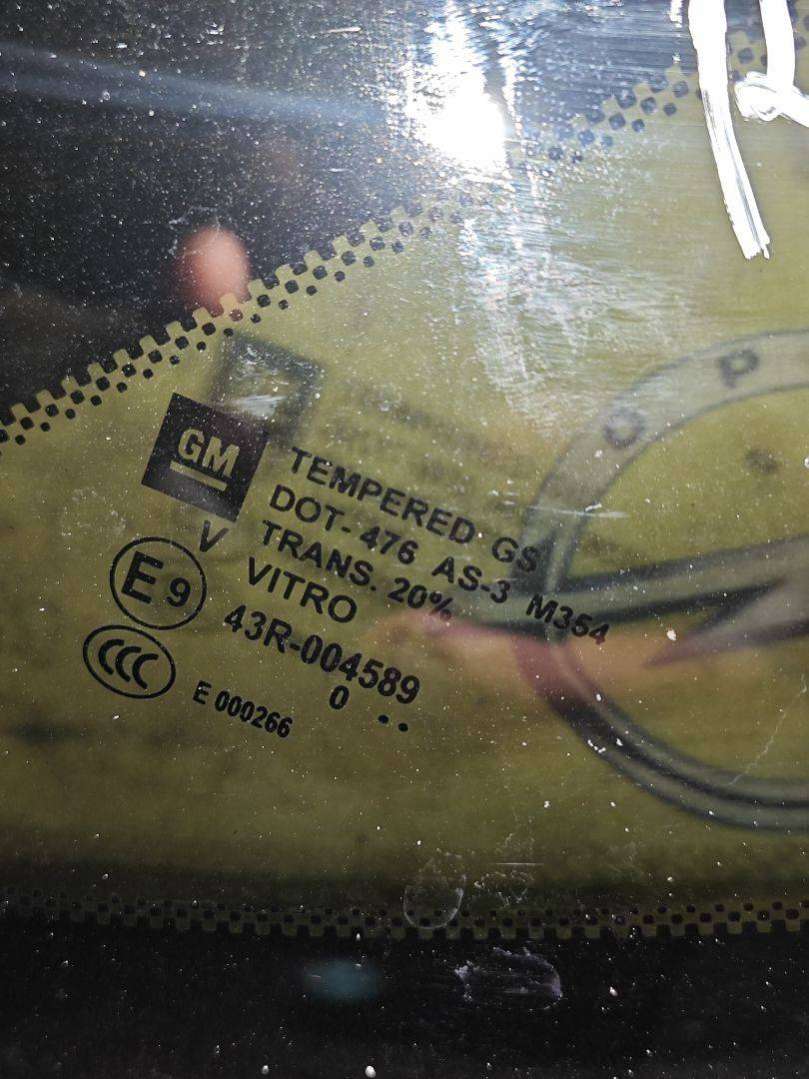 GM
TEMPERED GS
DOT-476 AS-3 M354
V TRANS. 20%
VITRO
E9
43R-004589
CCC
0 ..
E 000266
O P